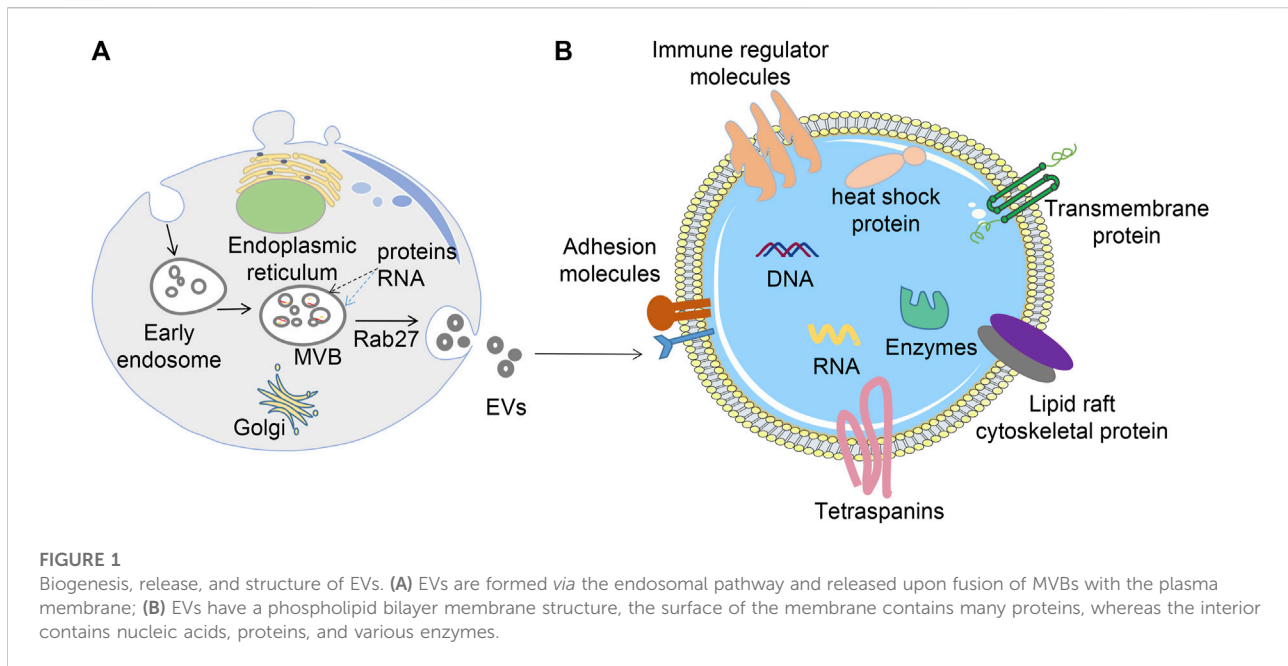 A
Endoplasmic
reticulum
proteins
RNA
Early
endosome
MVB
Rab27
Golgi
EVs
B
Immune regulator
molecules
heat shock
protein
Transmembrane
protein
Adhesion
molecules
DNA
RNA
Enzymes
Lipid raft
cytoskeletal protein
Tetraspanins
FIGURE 1
Biogenesis, release, and structure of EVs. (A) EVs are formed via the endosomal pathway and released upon fusion of MVBs with the plasma
membrane; (B) EVs have a phospholipid bilayer membrane structure, the surface of the membrane contains many proteins, whereas the interior
contains nucleic acids, proteins, and various enzymes.